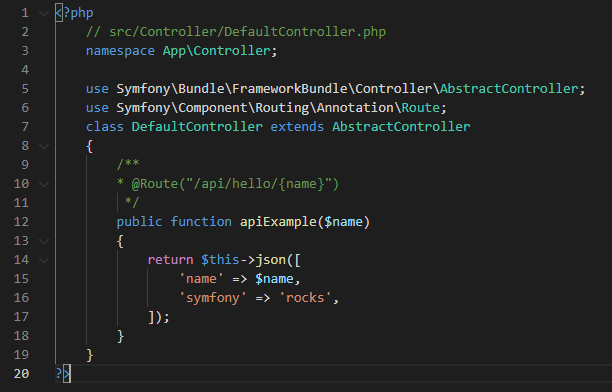 1 <?php
2     // src/Controller/DefaultController.php
3     namespace App\Controller;
4
5     use Symfony\Bundle\FrameworkBundle\Controller\AbstractController;
6     use Symfony\Component\Routing\Annotation\Route;
7     class DefaultController extends AbstractController
8     {
9         /**
10         * @Route("/api/hello/{name}")
11          */
12         public function apiExample($name)
13         {
14             return $this->json([
15                 'name' => $name,
16                 'symfony' => 'rocks',
17             ]);
18         }
19     }
20 ?>